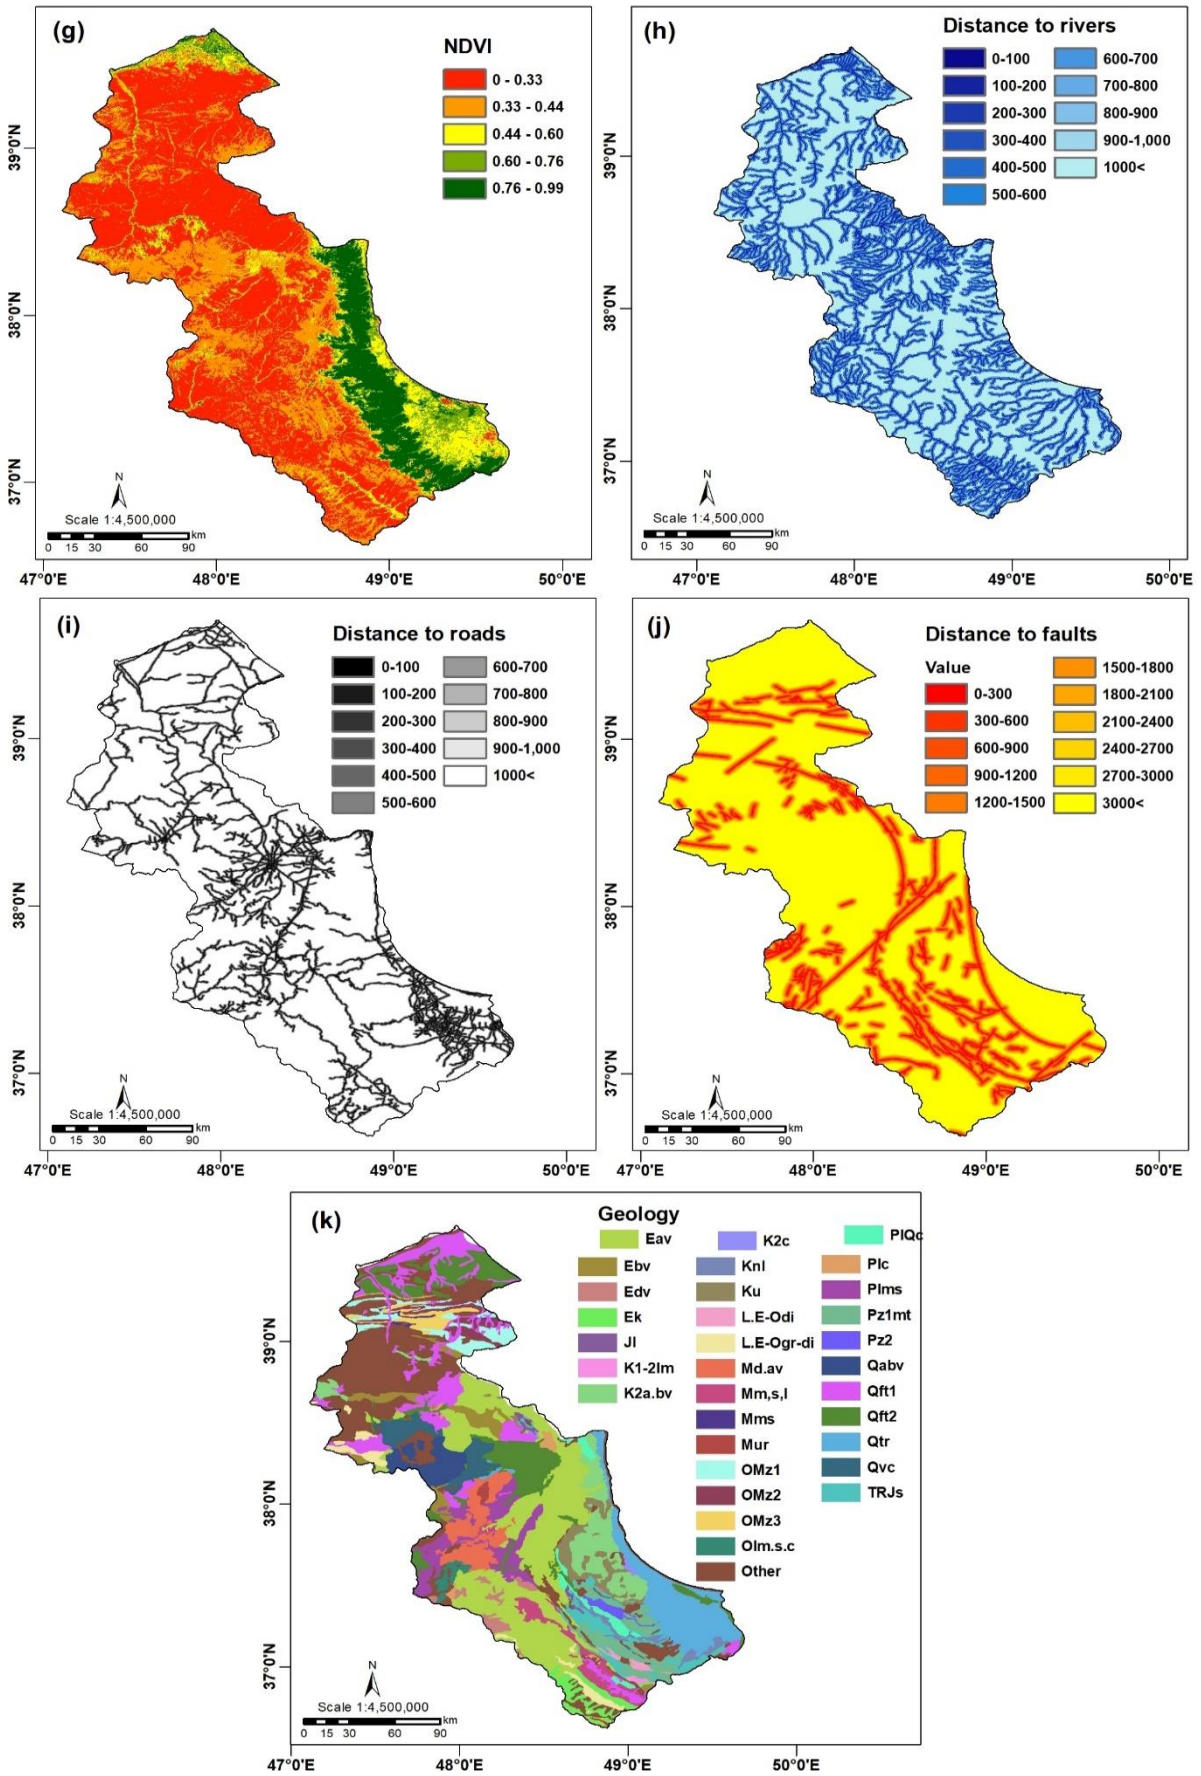 (g)
NDVI
0 - 0.33
0.33 - 0.44
0.44 - 0.60
0.60 - 0.76
0.76 - 0.99
39°0'N
38°0'N
37°0'N
N
Scale 1:4,500,000
km
0 15 30 60 90
47°0'E 48°0'E 49°0'E 50°0'E
(h)
Distance to rivers
0-100
100-200
200-300
300-400
400-500
500-600
600-700
700-800
800-900
900-1,000
1000<
39°0'N
38°0'N
37°0'N
N
Scale 1:4,500,000
km
0 15 30 60 90
47°0'E 48°0'E 49°0'E 50°0'E
(i)
Distance to roads
0-100
100-200
200-300
300-400
400-500
500-600
600-700
700-800
800-900
900-1,000
1000<
39°0'N
38°0'N
37°0'N
N
Scale 1:4,500,000
km
0 15 30 60 90
47°0'E 48°0'E 49°0'E 50°0'E
(j)
Distance to faults
Value
0-300
300-600
600-900
900-1200
1200-1500
1500-1800
1800-2100
2100-2400
2400-2700
2700-3000
3000<
39°0'N
38°0'N
37°0'N
N
Scale 1:4,500,000
km
0 15 30 60 90
47°0'E 48°0'E 49°0'E 50°0'E
(k)
Geology
Eav
Ebv
Edv
Ek
Jl
K1-2lm
K2a.bv
K2c
Knl
Ku
L.E-Odi
L.E-Ogr-di
Md.av
Mm,s,l
Mms
Mur
OMz1
OMz2
OMz3
Olm.s.c
Other
PlQc
Plc
Plms
Pz1mt
Pz2
Qabv
Qft1
Qft2
Qtr
Qvc
TRJs
39°0'N
38°0'N
37°0'N
N
Scale 1:4,500,000
km
0 15 30 60 90
47°0'E 48°0'E 49°0'E 50°0'E